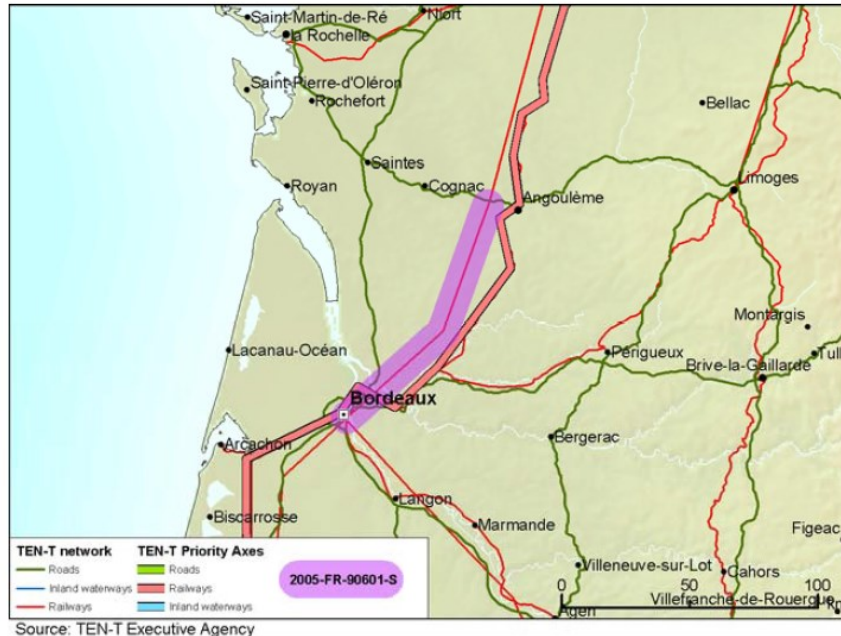 Saint-Martin-de-Ré
Niort
la Rochelle
Saint-Pierre-d'Oléron
Rochefort
Bellac
Saintes
Royan
Cognac
Limoges
Angoulême
Montargis
Lacanau-Océan
Périgueux
Tull
Brive-la-Gaillarde
Bordeaux
Arcachon
Bergerac
Langon
Biscarrosse
Marmande
Figeac
Villeneuve-sur-Lot
Cahors
Villefranche-de-Rouergue
Agen
0 50 100
km
TEN-T network
Roads
Inland waterways
Railways
TEN-T Priority Axes
Roads
Railways
Inland waterways
2005-FR-90601-S
Source: TEN-T Executive Agency